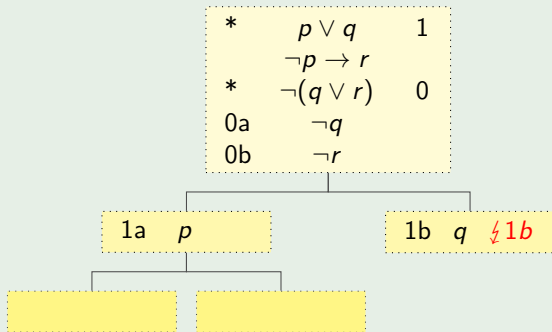 * p ∨ q 1
¬p → r
* ¬(q ∨ r) 0
0a ¬q
0b ¬r
1a p
1b q ↯1b